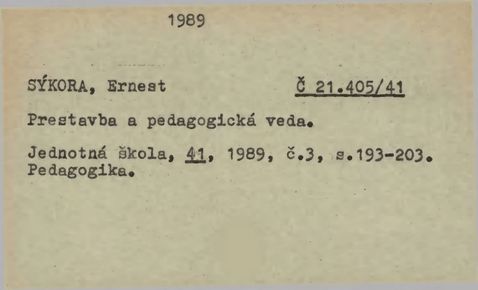 1989
SÝKORA, Ernest Č 21.405/41
Prestavba a pedagogická veda.
Jednotná škola, 41, 1989, č.3, s.193-203.
Pedagogika.